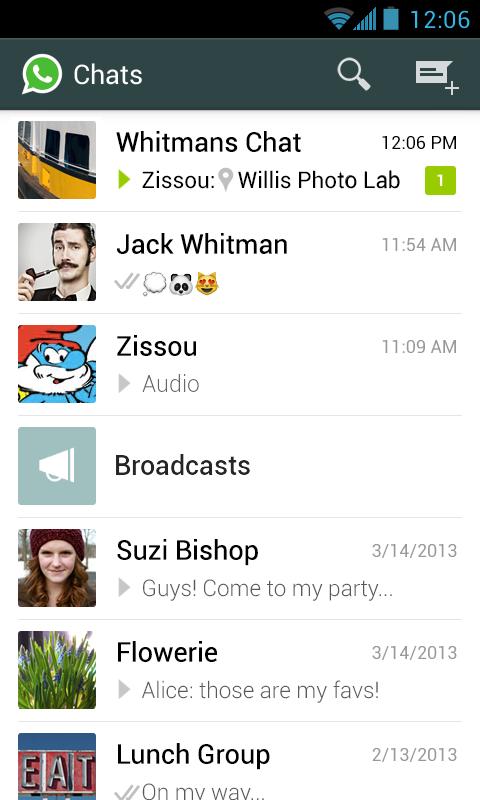 12:06
Chats
Whitmans Chat 12:06 PM
Zissou: Willis Photo Lab 1
Jack Whitman 11:54 AM
💭🐼😻
Zissou 11:09 AM
Audio
Broadcasts
Suzi Bishop 3/14/2013
Guys! Come to my party...
Flowerie 3/14/2013
Alice: those are my favs!
EAT
Lunch Group 2/13/2013
On my way...